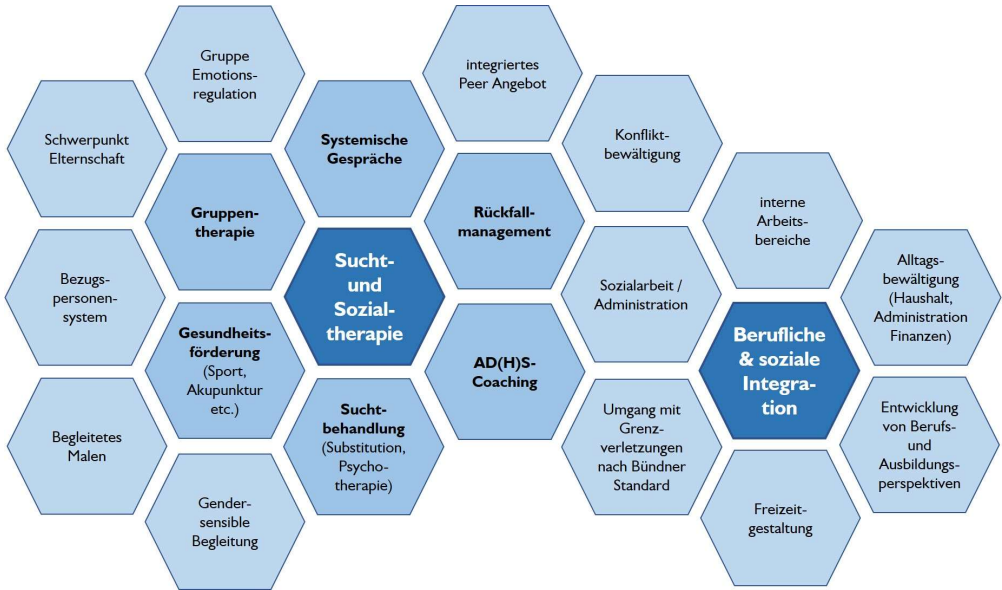 Gruppe
Emotions-
regulation
integriertes
Peer Angebot
Schwerpunkt
Elternschaft
Systemische
Gespräche
Konflikt-
bewältigung
Gruppen-
therapie
Rückfall-
management
interne
Arbeits-
bereiche
Bezugs-
personen-
system
Sucht-
und
Sozial-
therapie
Sozialarbeit /
Administration
Alltags-
bewältigung
(Haushalt,
Administration
Finanzen)
Gesundheits-
förderung
(Sport,
Akupunktur
etc.)
AD(H)S-
Coaching
Berufliche
& soziale
Integra-
tion
Begleitetes
Malen
Sucht-
behandlung
(Substitution,
Psycho-
therapie)
Umgang mit
Grenz-
verletzungen
nach Bündner
Standard
Entwicklung
von Berufs-
und
Ausbildungs-
perspektiven
Gender-
sensible
Begleitung
Freizeit-
gestaltung